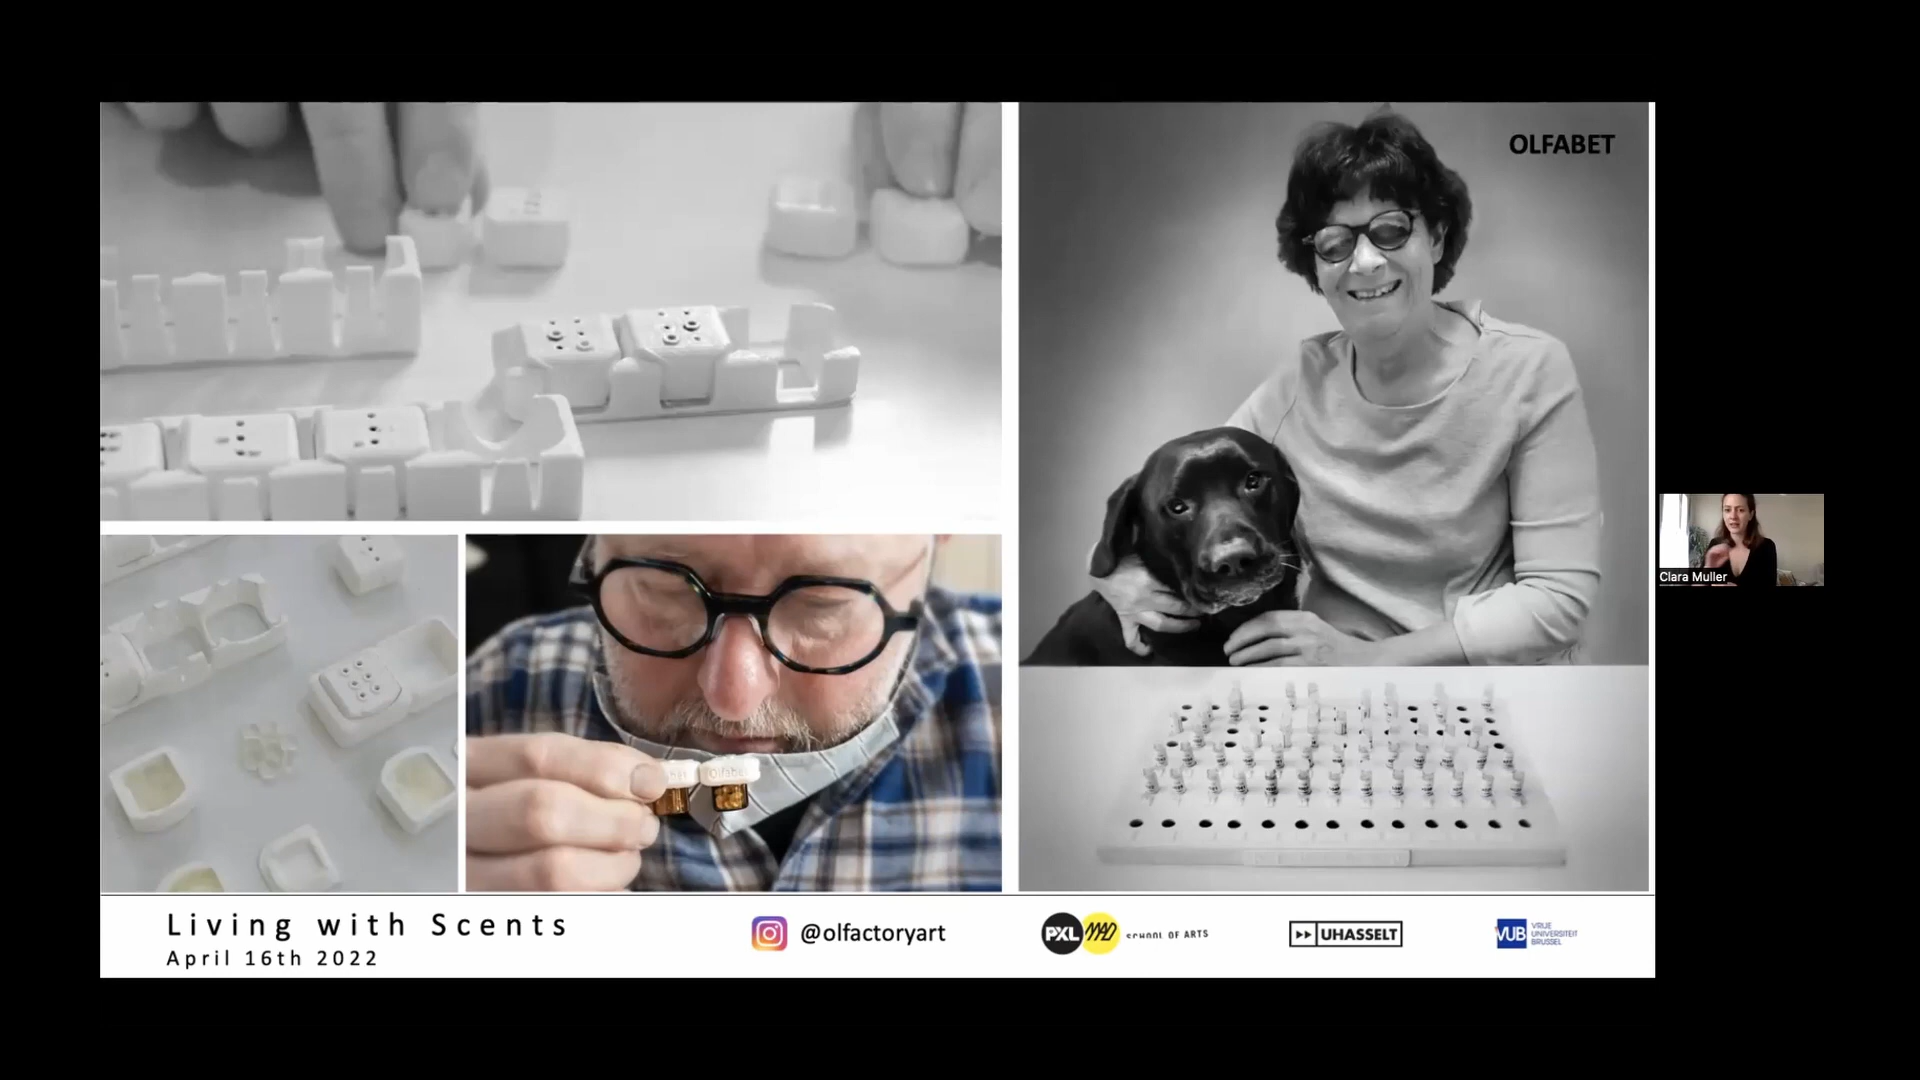 OLFABET
Olfabet
Clara Muller
Living with Scents
April 16th 2022
@olfactoryart
PXL MAD SCHOOL OF ARTS
UHASSELT
VUB VRIJE
UNIVERSITEIT
BRUSSEL